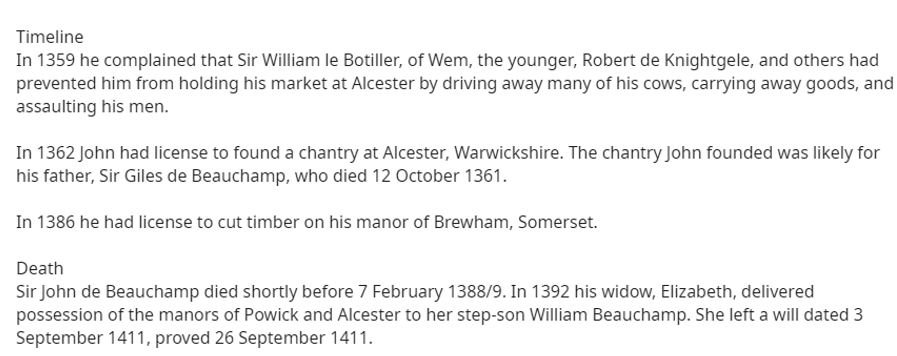 Timeline
In 1359 he complained that Sir William le Botiller, of Wem, the younger, Robert de Knightgele, and others had
prevented him from holding his market at Alcester by driving away many of his cows, carrying away goods, and
assaulting his men.
In 1362 John had license to found a chantry at Alcester, Warwickshire. The chantry John founded was likely for
his father, Sir Giles de Beauchamp, who died 12 October 1361.
In 1386 he had license to cut timber on his manor of Brewham, Somerset.
Death
Sir John de Beauchamp died shortly before 7 February 1388/9. In 1392 his widow, Elizabeth, delivered
possession of the manors of Powick and Alcester to her step-son William Beauchamp. She left a will dated 3
September 1411, proved 26 September 1411.